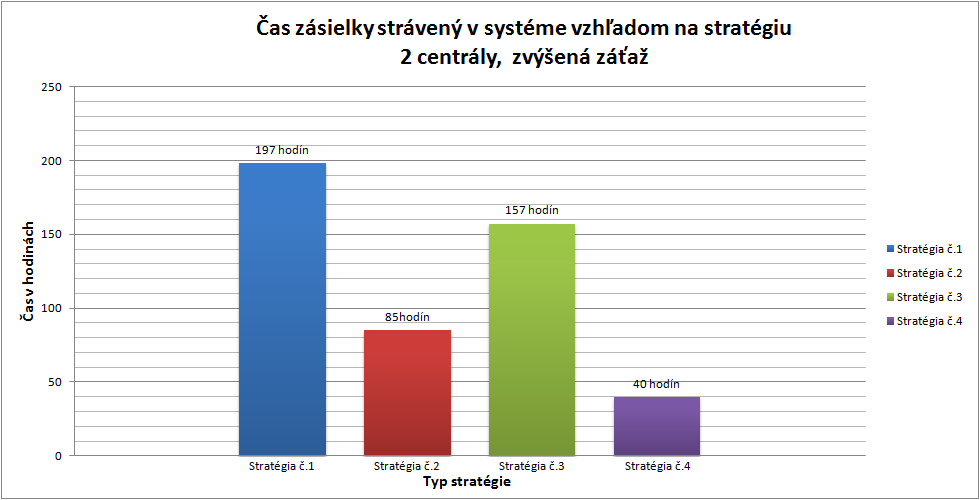 Čas zásielky strávený v systéme vzhľadom na stratégiu
2 centrály, zvýšená záťaž
250
200
150
100
50
0
Čas v hodinách
197 hodín
85hodín
157 hodín
40 hodín
Stratégia č.1
Stratégia č.2
Stratégia č.3
Stratégia č.4
Typ stratégie
Stratégia č.1
Stratégia č.2
Stratégia č.3
Stratégia č.4